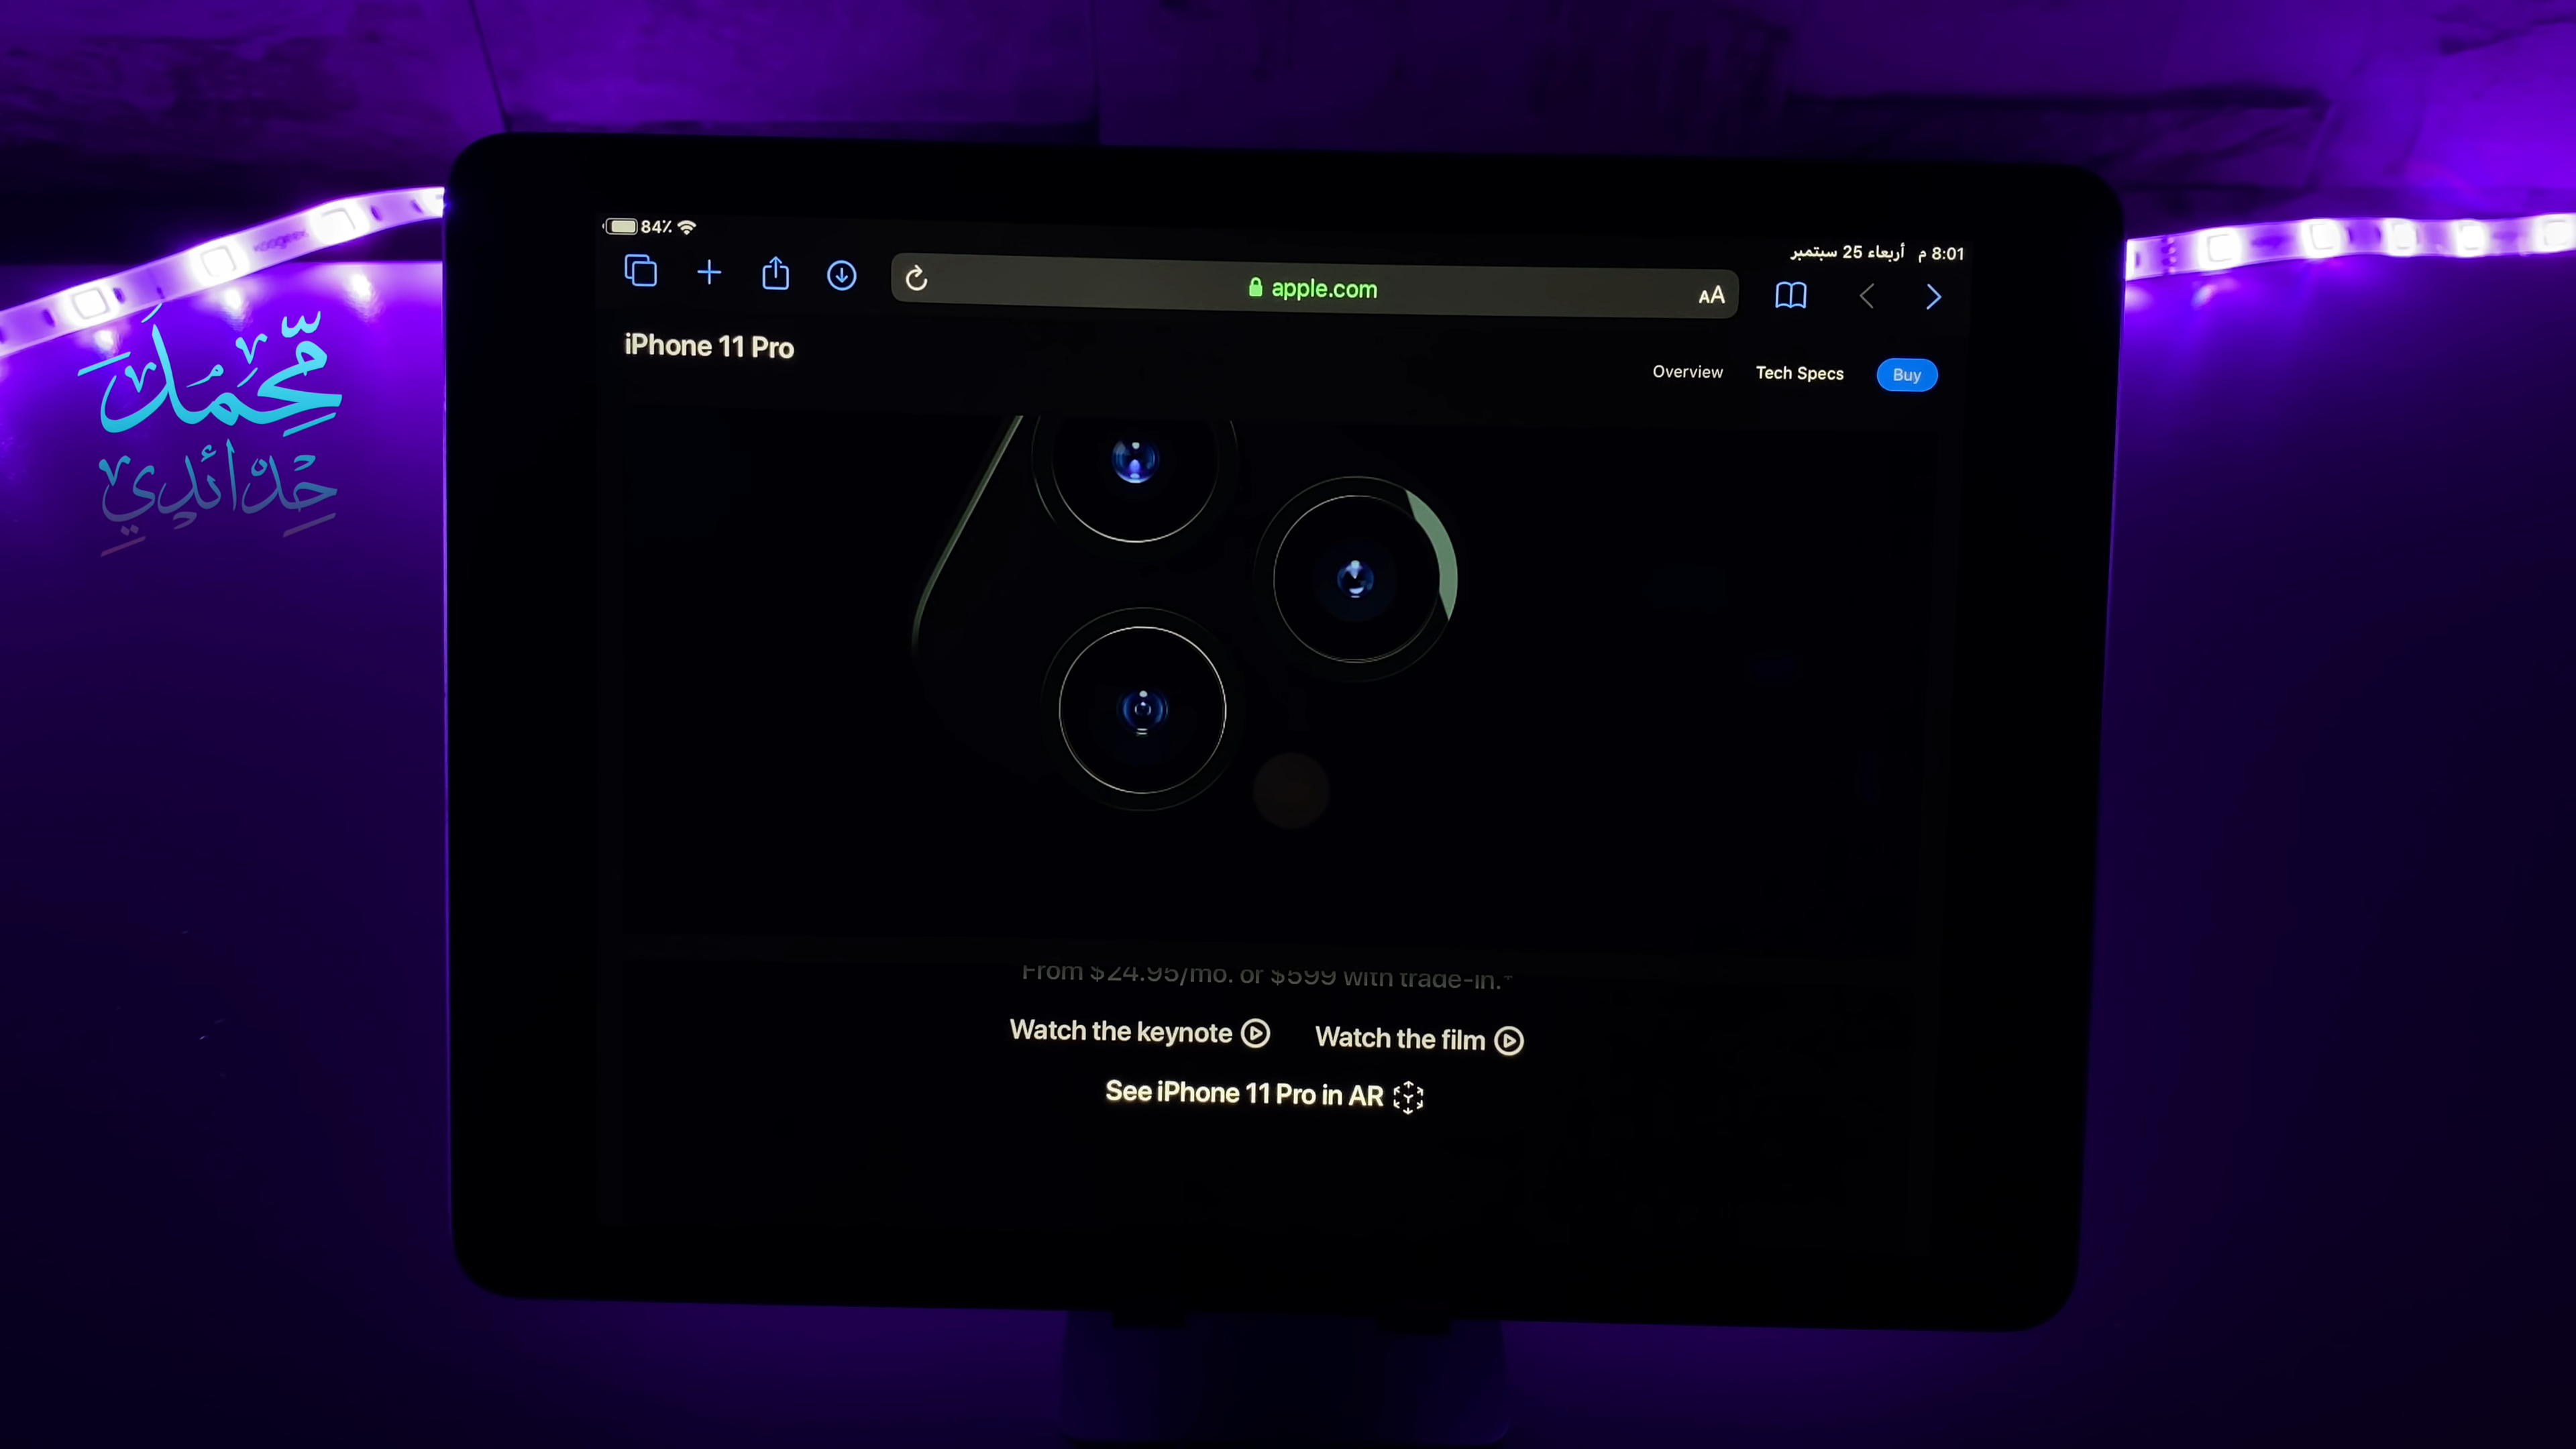 84٪
8:01 م أربعاء 25 سبتمبر
apple.com
AA
iPhone 11 Pro
Overview
Tech Specs
Buy
محمد
حدائدي
From $24.95/mo. or $599 with trade-in.
Watch the keynote
Watch the film
See iPhone 11 Pro in AR